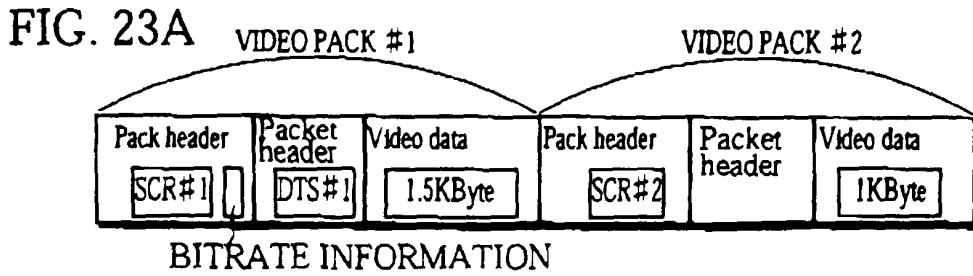 FIG. 23A
VIDEO PACK #1
VIDEO PACK #2
Pack header
Packet header
Video data
Pack header
Packet header
Video data
SCR#1
DTS#1
1.5KByte
SCR#2
1KByte
BITRATE INFORMATION